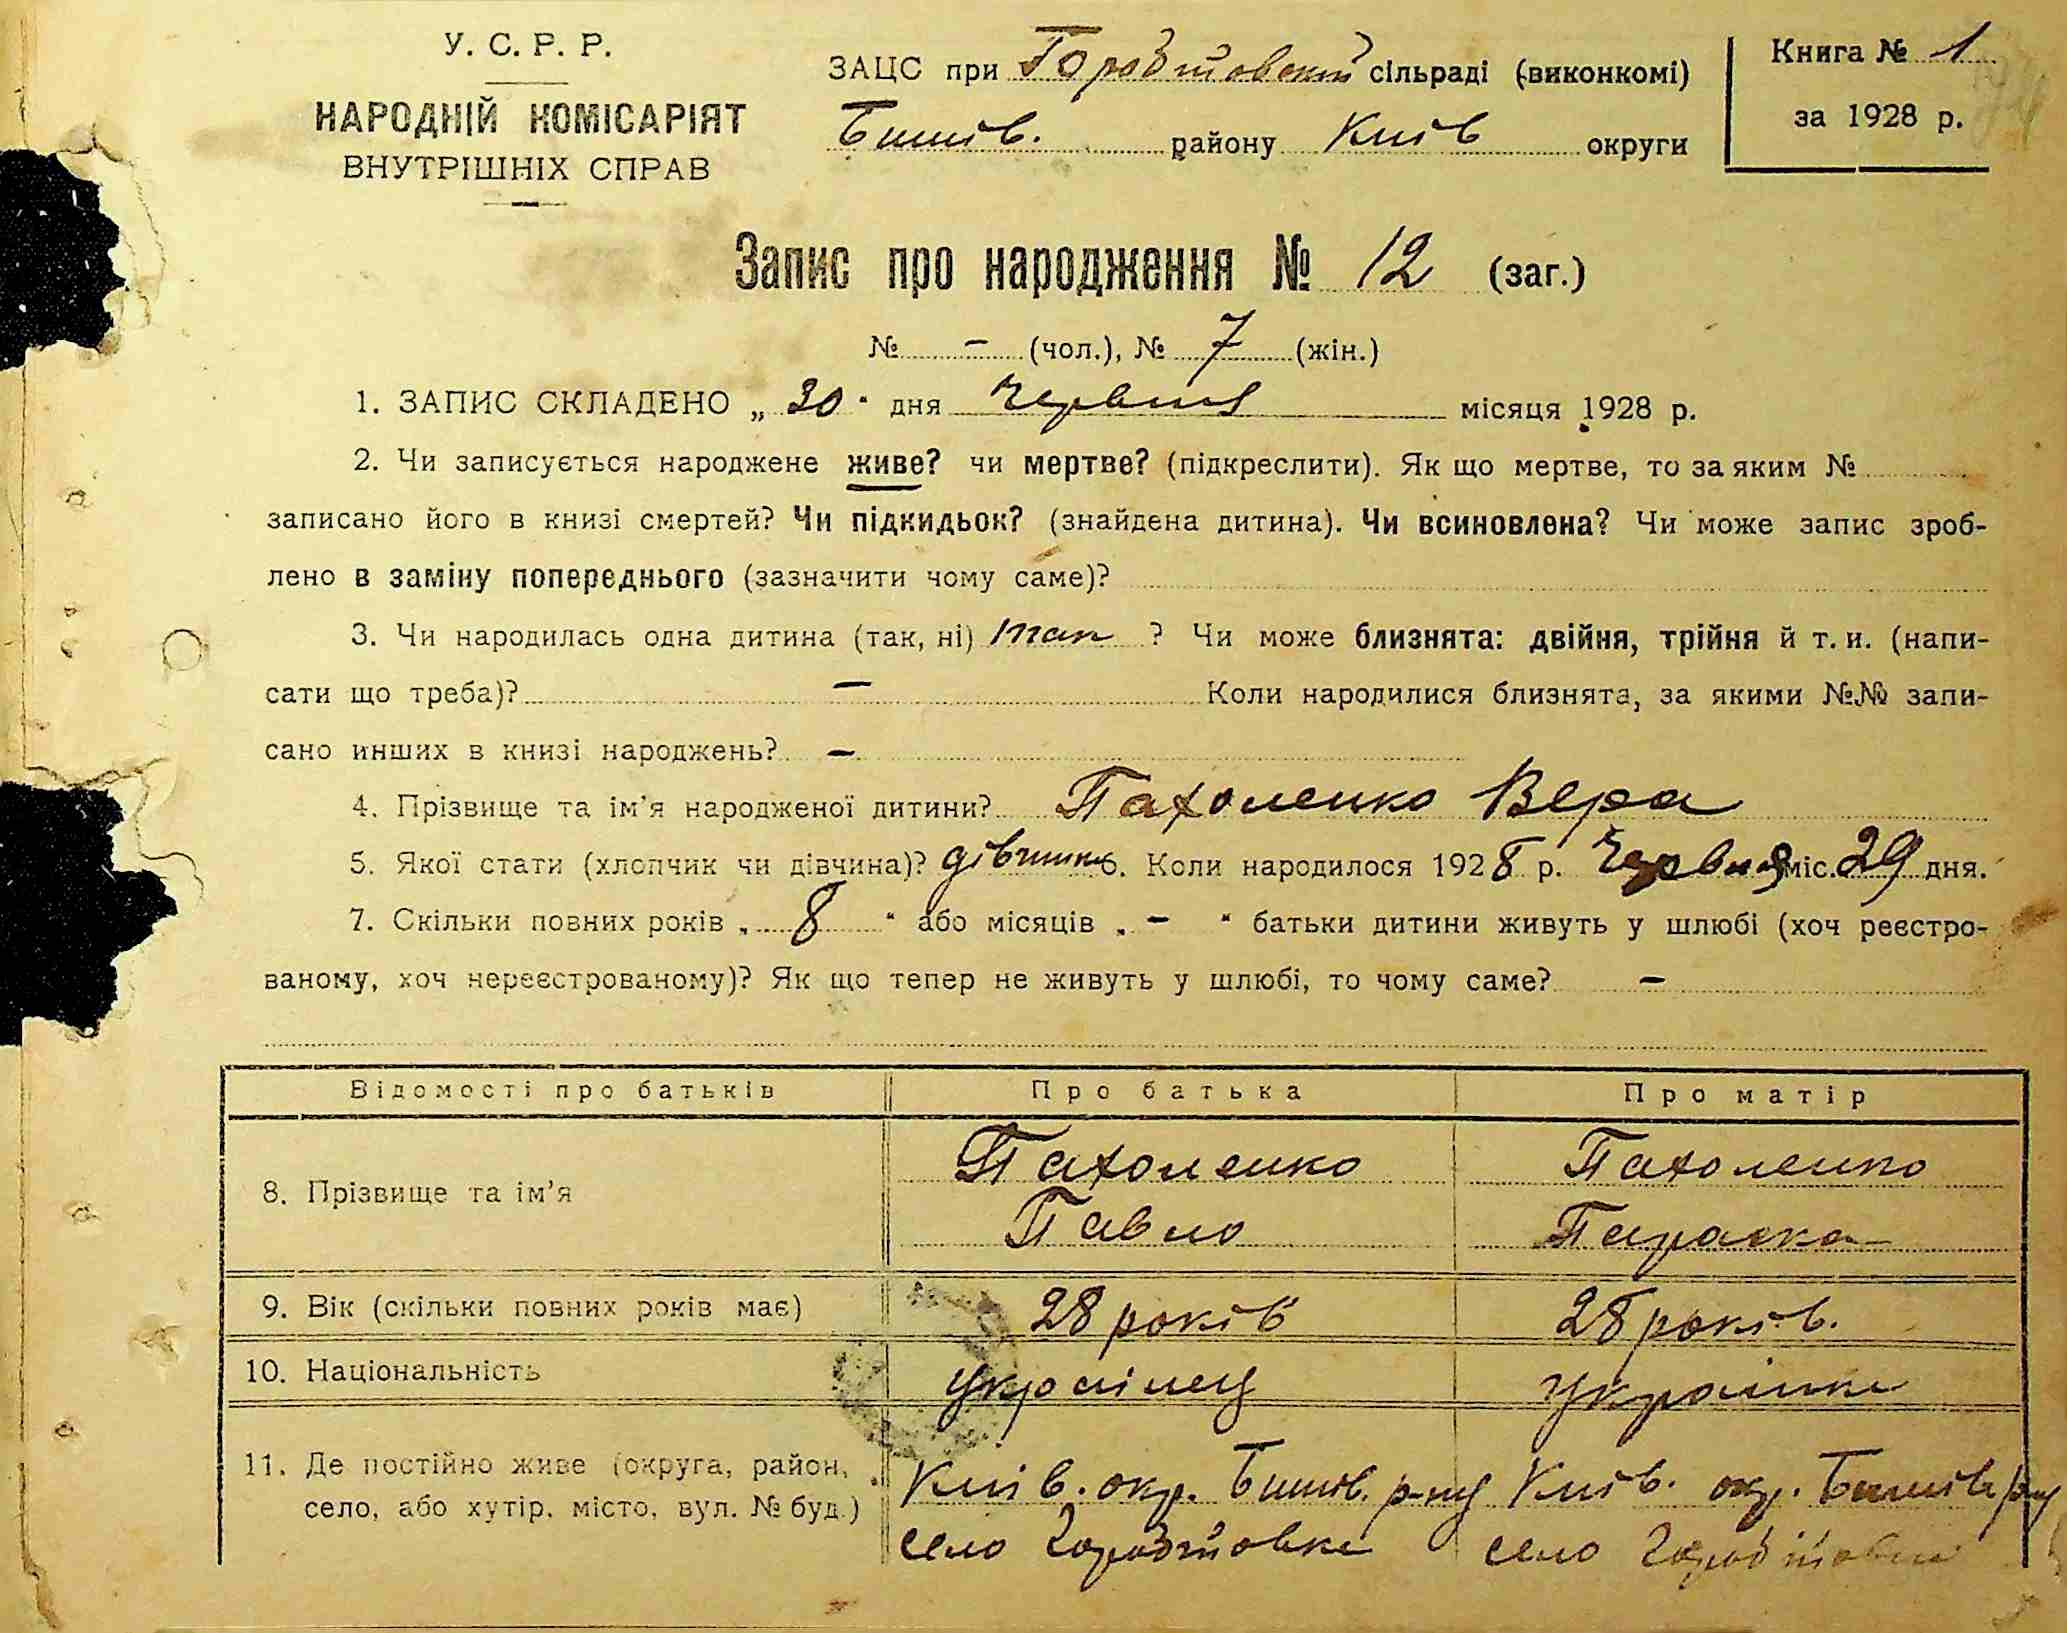 У. С. Р. Р.
НАРОДНІЙ КОМІСАРІЯТ
ВНУТРІШНІХ СПРАВ
ЗАЦС при сільраді (виконкомі)
Бишів. району Київ округи
Книга № 1
за 1928 р.
Запис про народження № 12 (заг.)
№ – (чол.), № 7 (жін.)
1. ЗАПИС СКЛАДЕНО „ 30 " дня Червня місяця 1928 р.
2. Чи записується народжене живе? чи мертве? (підкреслити). Як що мертве, то за яким №
записано його в книзі смертей? Чи підкидьок? (знайдена дитина). Чи всиновлена? Чи може запис зроб-
лено в заміну попереднього (зазначити чому саме)?
3. Чи народилась одна дитина (так, ні) так ? Чи може близнята: двійня, трійня й т. и. (напи-
сати що треба)? – Коли народилися близнята, за якими №№ запи-
сано инших в книзі народжень? –
4. Прізвище та ім'я народженої дитини? Пахоленко Вера
5. Якої стати (хлопчик чи дівчина)? дівчина 6. Коли народилося 1928 р. Червня міс. 29 дня.
7. Скільки повних років „ 8 " або місяців „ – " батьки дитини живуть у шлюбі (хоч реєстро-
ваному, хоч нереєстрованому)? Як що тепер не живуть у шлюбі, то чому саме? –
Відомості про батьків Про батька Про матір
8. Прізвище та ім'я
Пахоленко
Павло
Пахоленко
Параска
9. Вік (скільки повних років має) 28 років 28 років.
10. Національність українец українка
11. Де постійно живе (округа, район,
село, або хутір, місто, вул. № буд.)
Київ. окр. Бишів. р-ну
село
Київ. окр. Бишів р-ну
село